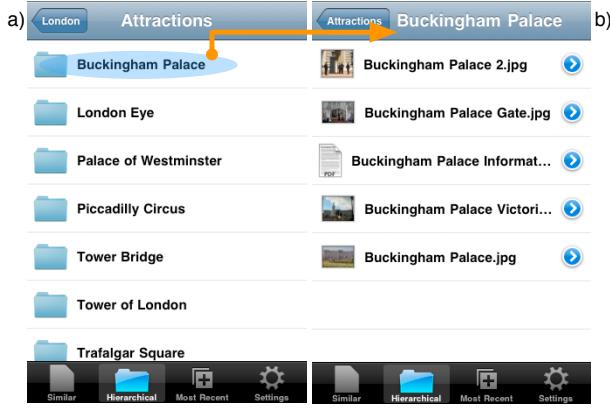 a)
London
Attractions
Buckingham Palace
London Eye
Palace of Westminster
Piccadilly Circus
Tower Bridge
Tower of London
Trafalgar Square
Similar
Hierarchical
Most Recent
Settings
b)
Attractions
Buckingham Palace
Buckingham Palace 2.jpg
Buckingham Palace Gate.jpg
PDF
Buckingham Palace Informat...
Buckingham Palace Victori...
Buckingham Palace.jpg
Similar
Hierarchical
Most Recent
Settings